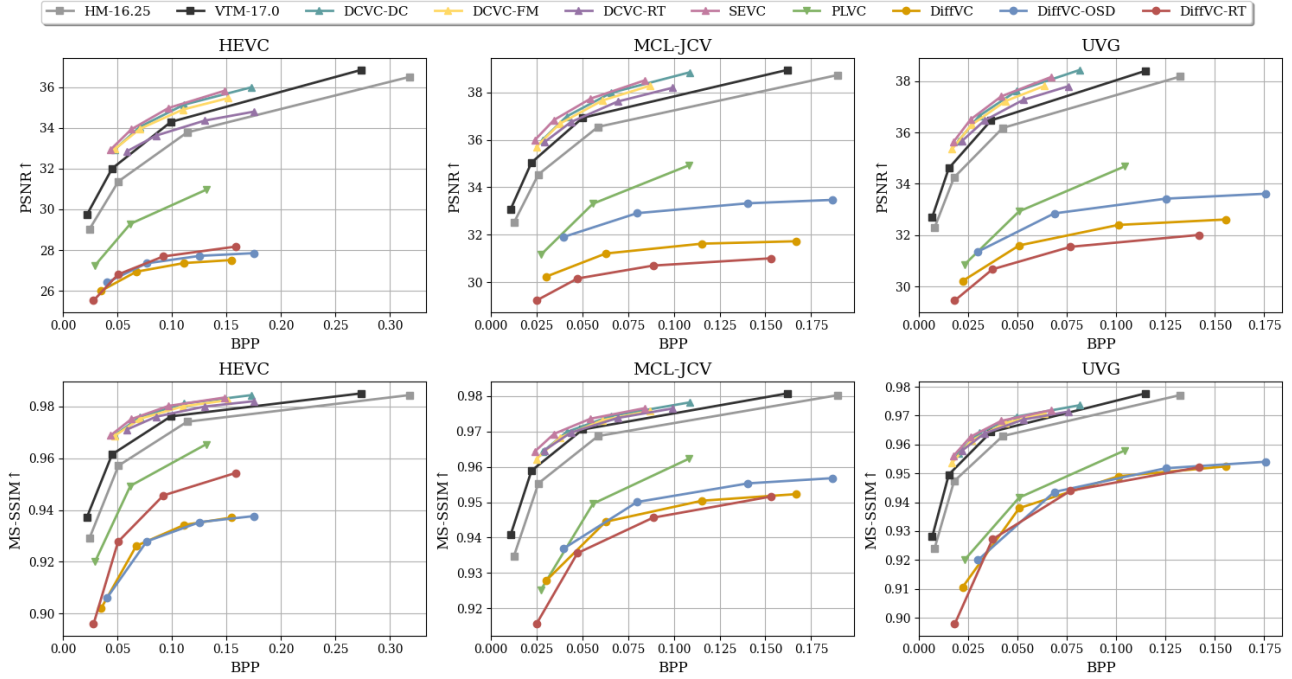 HM-16.25 VTM-17.0 DCVC-DC DCVC-FM DCVC-RT SEVC PLVC DiffVC DiffVC-OSD DiffVC-RT
HEVC MCL-JCV UVG
PSNR↑ PSNR↑ PSNR↑
36 34 32 30 28 26
38 36 34 32 30
38 36 34 32 30
0.00 0.05 0.10 0.15 0.20 0.25 0.30
0.000 0.025 0.050 0.075 0.100 0.125 0.150 0.175
0.000 0.025 0.050 0.075 0.100 0.125 0.150 0.175
BPP BPP BPP
HEVC MCL-JCV UVG
MS-SSIM↑ MS-SSIM↑ MS-SSIM↑
0.98 0.96 0.94 0.92 0.90
0.98 0.97 0.96 0.95 0.94 0.93 0.92
0.98 0.97 0.96 0.95 0.94 0.93 0.92 0.91 0.90
0.00 0.05 0.10 0.15 0.20 0.25 0.30
0.000 0.025 0.050 0.075 0.100 0.125 0.150 0.175
0.000 0.025 0.050 0.075 0.100 0.125 0.150 0.175
BPP BPP BPP